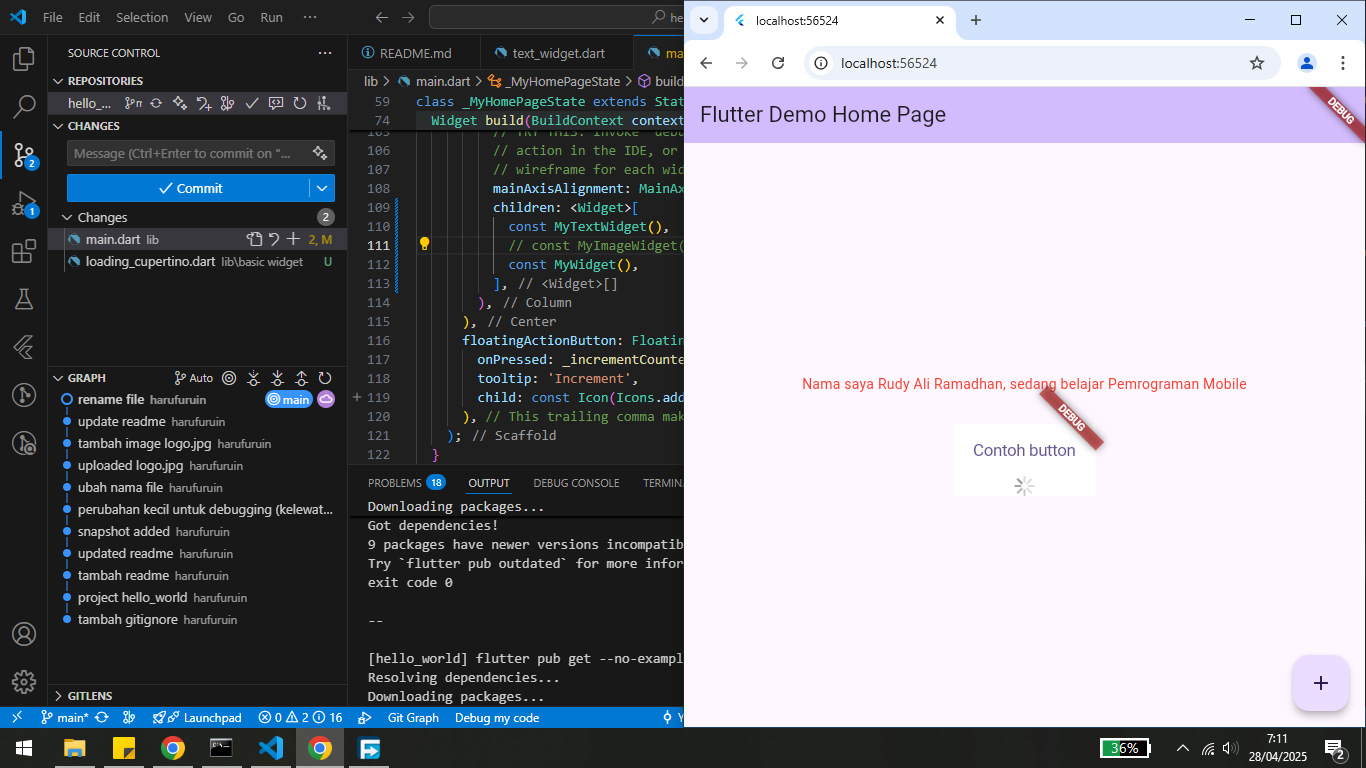 File Edit Selection View Go Run ···
he
SOURCE CONTROL
REPOSITORIES
hello_...
CHANGES
Message (Ctrl+Enter to commit on "...
Commit
Changes 2
main.dart lib 2, M
loading_cupertino.dart lib\basic widget U
2
1
GRAPH Auto
rename file harufuruin main
update readme harufuruin
tambah image logo.jpg harufuruin
uploaded logo.jpg harufuruin
ubah nama file harufuruin
perubahan kecil untuk debugging (kelewat...
snapshot added harufuruin
updated readme harufuruin
tambah readme harufuruin
project hello_world harufuruin
tambah gitignore harufuruin
GITLENS
README.md text_widget.dart ma
lib > main.dart > _MyHomePageState > build
59 class _MyHomePageState extends Stat
74 Widget build(BuildContext context
105 // TRY THIS: Invoke "debu
106 // action in the IDE, or
107 // wireframe for each wid
108 mainAxisAlignment: MainAx
109 children: <Widget>[
110 const MyTextWidget(),
111 // const MyImageWidget(
112 const MyWidget(),
113 ], // <Widget>[]
114 ), // Column
115 ), // Center
116 floatingActionButton: Floatin
117 onPressed: _incrementCounte
118 tooltip: 'Increment',
119 child: const Icon(Icons.add
120 ), // This trailing comma mak
121 ); // Scaffold
122 }
PROBLEMS 18 OUTPUT DEBUG CONSOLE TERMIN
Downloading packages...
Got dependencies!
9 packages have newer versions incompatib
Try `flutter pub outdated` for more infor
exit code 0
--
[hello_world] flutter pub get --no-exampl
Resolving dependencies...
Downloading packages...
main* Launchpad 0 2 16 Git Graph Debug my code Y
localhost:56524
localhost:56524
Flutter Demo Home Page
DEBUG
Nama saya Rudy Ali Ramadhan, sedang belajar Pemrograman Mobile
DEBUG
Contoh button
+
36%
7:11
28/04/2025
2